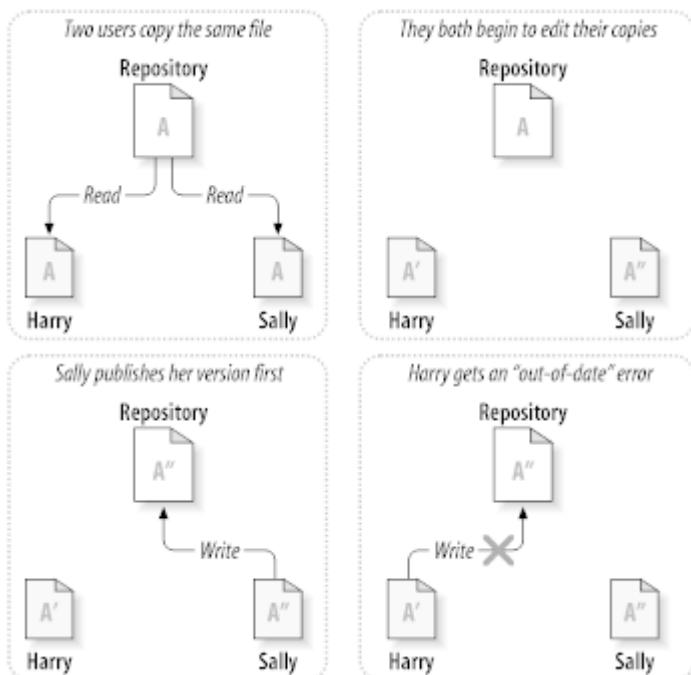 Two users copy the same file
Repository
A
Read
Read
A
A
Harry
Sally
They both begin to edit their copies
Repository
A
A′
A″
Harry
Sally
Sally publishes her version first
Repository
A″
Write
A′
A″
Harry
Sally
Harry gets an “out-of-date” error
Repository
A″
Write
A′
A″
Harry
Sally